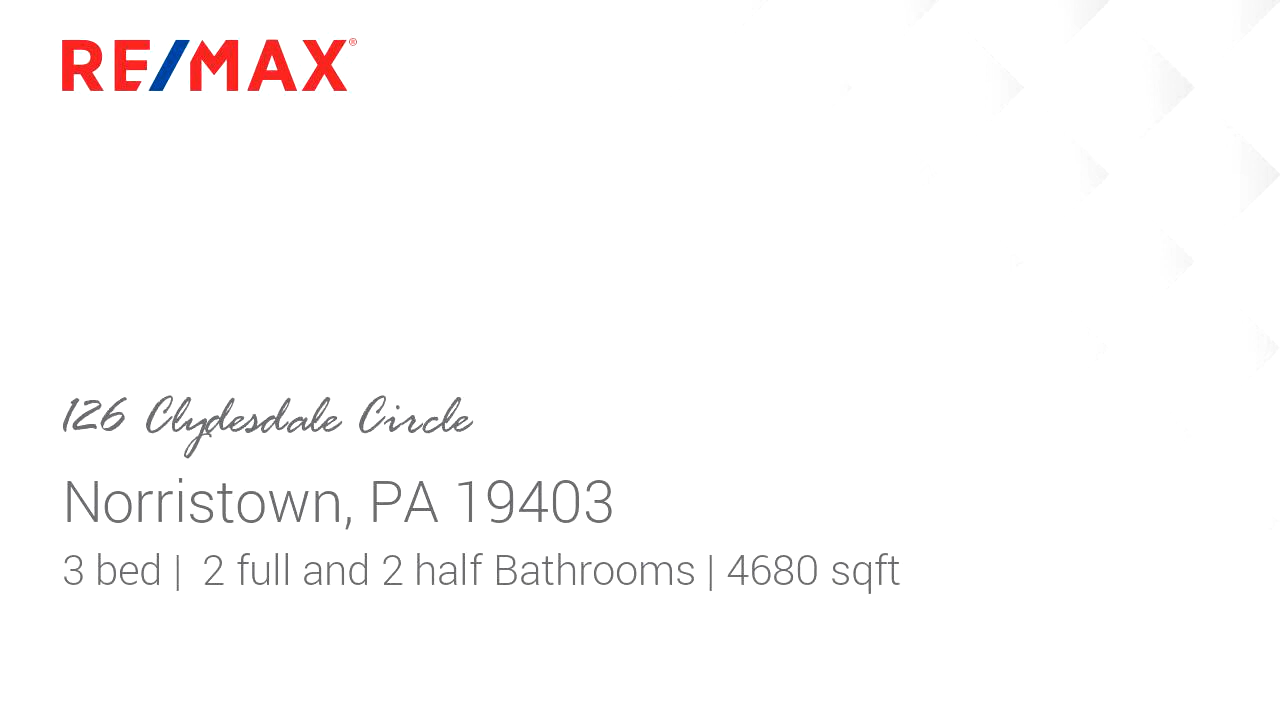 RE/MAX®
126 Clydesdale Circle
Norristown, PA 19403
3 bed | 2 full and 2 half Bathrooms | 4680 sqft